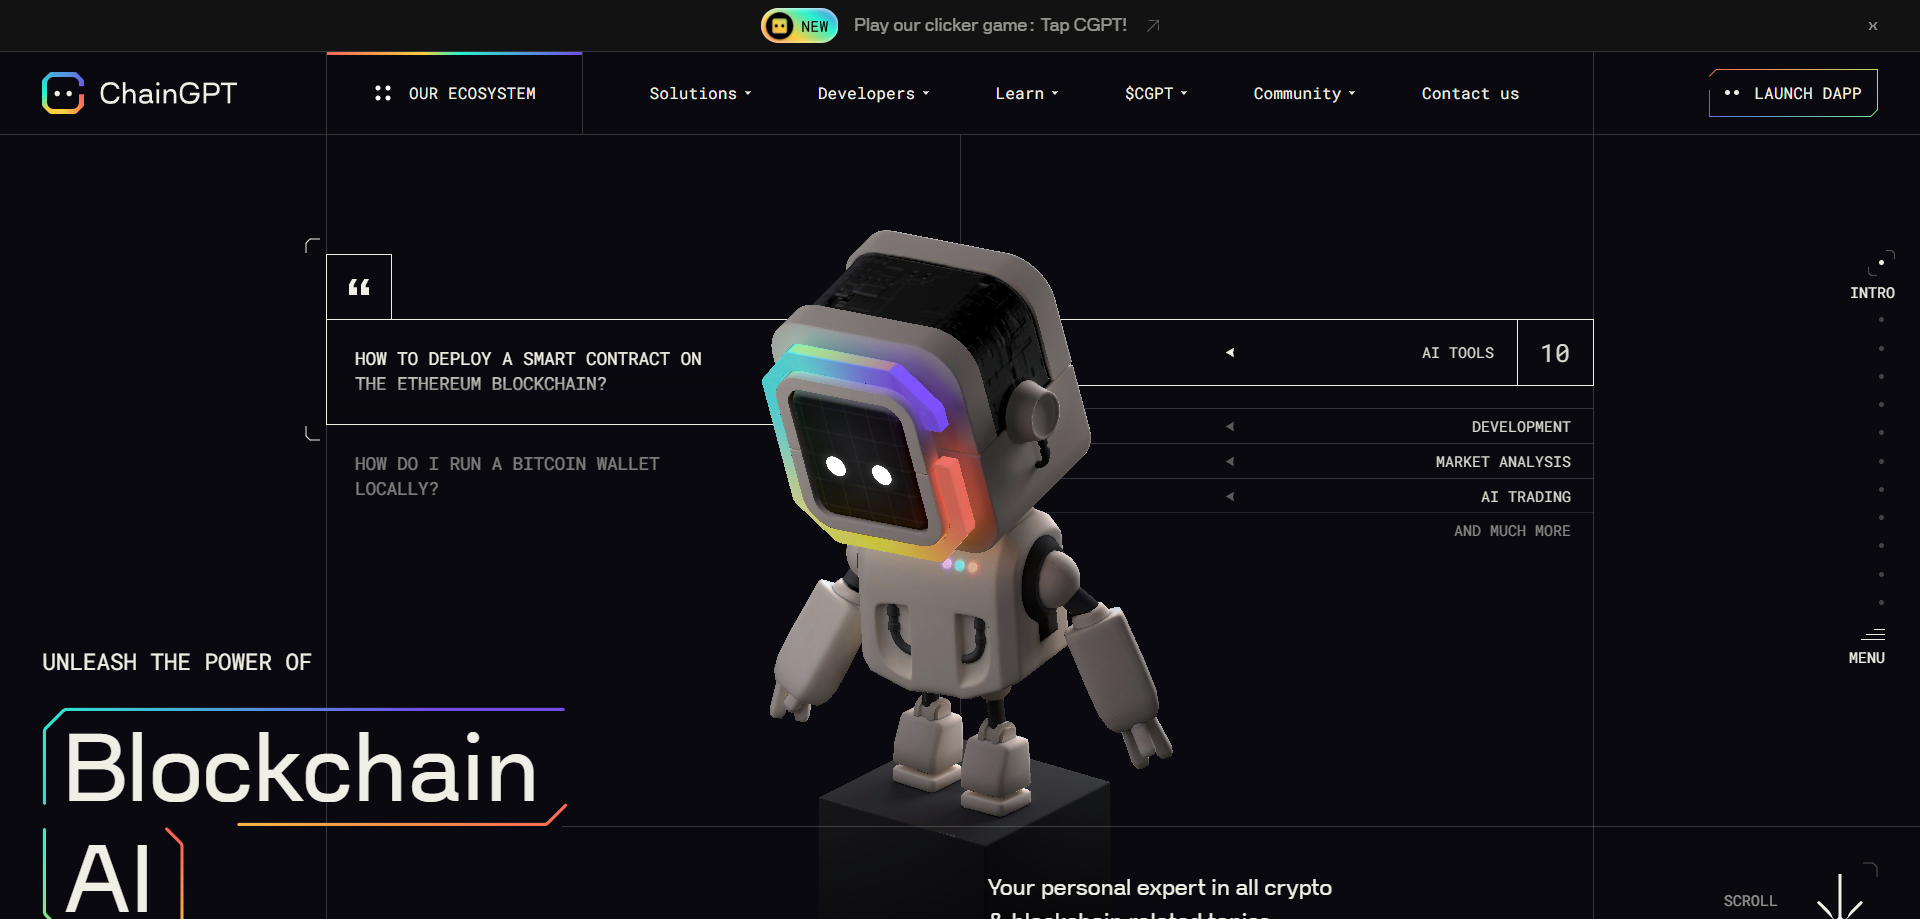 NEW Play our clicker game: Tap CGPT!
ChainGPT
OUR ECOSYSTEM
Solutions
Developers
Learn
$CGPT
Community
Contact us
LAUNCH DAPP
“
HOW TO DEPLOY A SMART CONTRACT ON
THE ETHEREUM BLOCKCHAIN?
HOW DO I RUN A BITCOIN WALLET
LOCALLY?
AI TOOLS 10
DEVELOPMENT
MARKET ANALYSIS
AI TRADING
AND MUCH MORE
INTRO
MENU
UNLEASH THE POWER OF
Blockchain
AI
Your personal expert in all crypto
& blockchain related topics
SCROLL